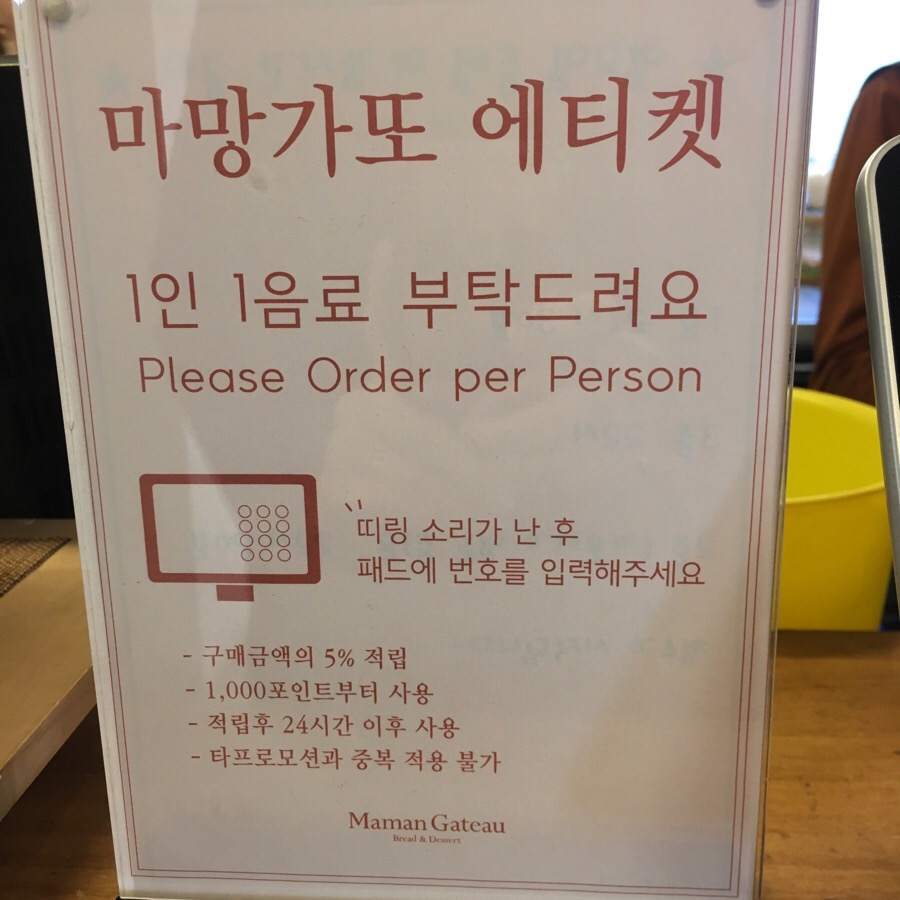 마망가또 에티켓
1인 1음료 부탁드려요
Please Order per Person
띠링 소리가 난 후
패드에 번호를 입력해주세요
- 구매금액의 5% 적립
- 1,000포인트부터 사용
- 적립후 24시간 이후 사용
- 타프로모션과 중복 적용 불가
Maman Gateau
Bread & Dessert